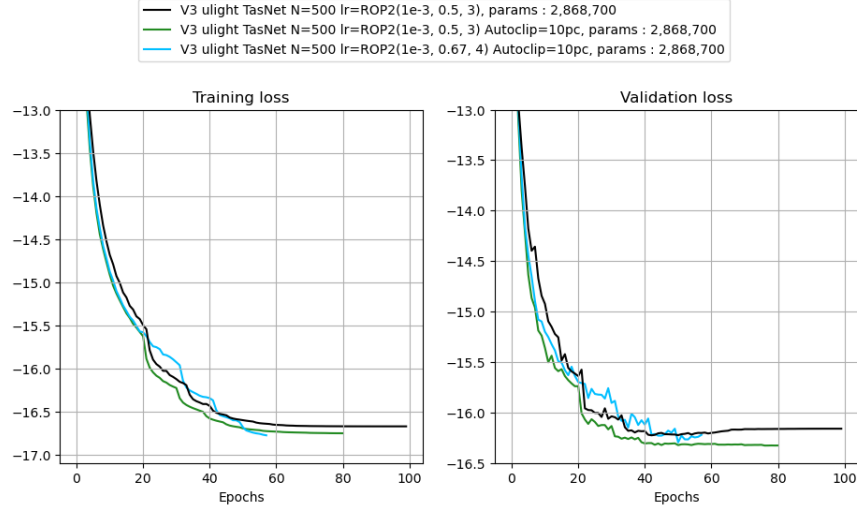 V3 ulight TasNet N=500 lr=ROP2(1e-3, 0.5, 3), params : 2,868,700
V3 ulight TasNet N=500 lr=ROP2(1e-3, 0.5, 3) Autoclip=10pc, params : 2,868,700
V3 ulight TasNet N=500 lr=ROP2(1e-3, 0.67, 4) Autoclip=10pc, params : 2,868,700
Training loss
−13.0
−13.5
−14.0
−14.5
−15.0
−15.5
−16.0
−16.5
−17.0
0 20 40 60 80 100
Epochs
Validation loss
−13.0
−13.5
−14.0
−14.5
−15.0
−15.5
−16.0
−16.5
0 20 40 60 80 100
Epochs